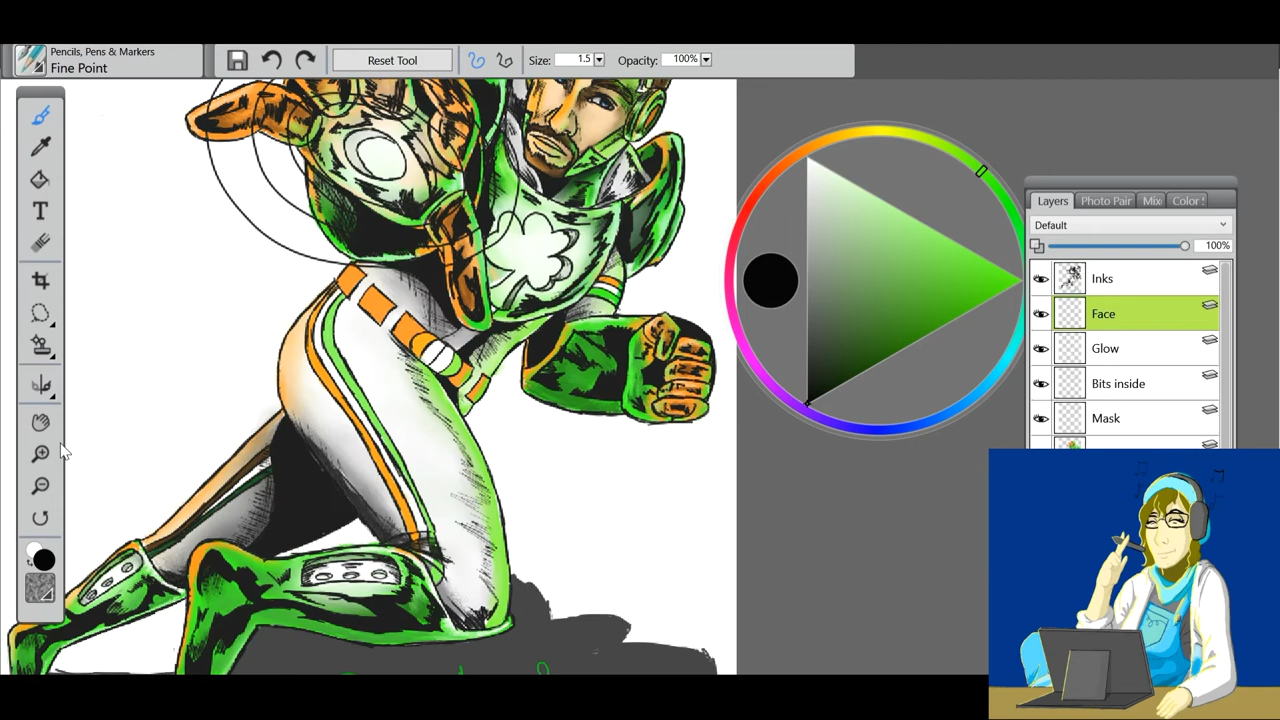 Pencils, Pens & Markers
Fine Point
Reset Tool
Size: 1.5
Opacity: 100%
Layers Photo Pair Mix Color
Default
100%
Inks
Face
Glow
Bits inside
Mask